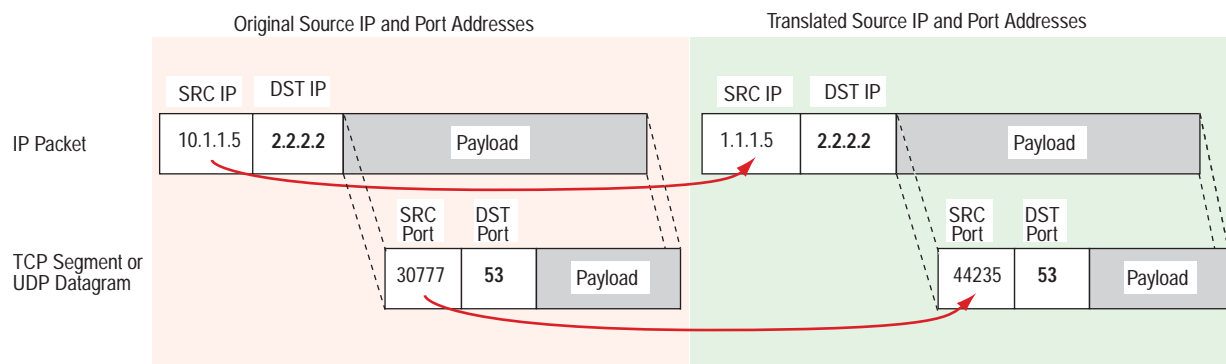 Original Source IP and Port Addresses
Translated Source IP and Port Addresses
SRC IP
DST IP
SRC IP
DST IP
IP Packet
10.1.1.5
2.2.2.2
Payload
1.1.1.5
2.2.2.2
Payload
SRC
Port
DST
Port
SRC
Port
DST
Port
TCP Segment or
UDP Datagram
30777
53
Payload
44235
53
Payload